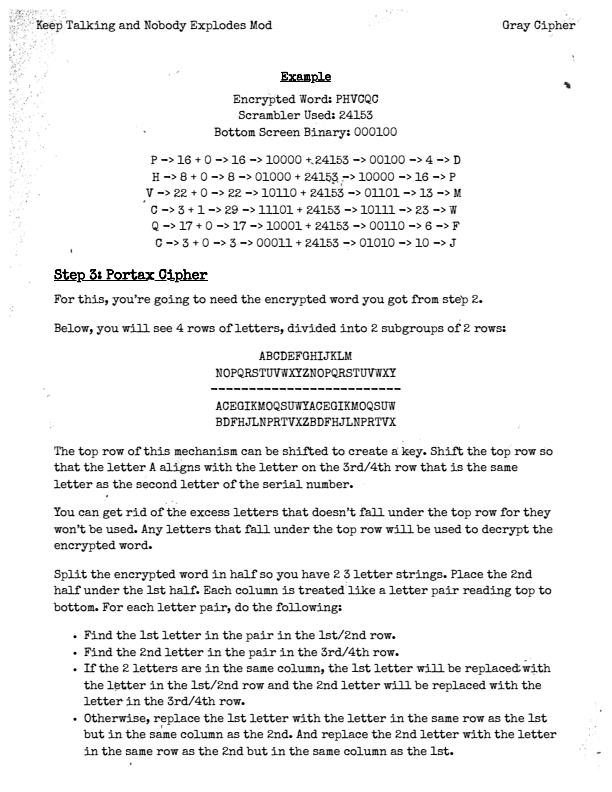 Keep Talking and Nobody Explodes Mod
Gray Cipher
Example
Encrypted Word: PHVCQC
Scrambler Used: 24153
Bottom Screen Binary: 000100
P -> 16 + 0 -> 16 -> 10000 + 24153 -> 00100 -> 4 -> D
H -> 8 + 0 -> 8 -> 01000 + 24153 -> 10000 -> 16 -> P
V -> 22 + 0 -> 22 -> 10110 + 24153 -> 01101 -> 13 -> M
C -> 3 + 1 -> 29 -> 11101 + 24153 -> 10111 -> 23 -> W
Q -> 17 + 0 -> 17 -> 10001 + 24153 -> 00110 -> 6 -> F
C -> 3 + 0 -> 3 -> 00011 + 24153 -> 01010 -> 10 -> J
Step 3: Portax Cipher
For this, you're going to need the encrypted word you got from step 2.
Below, you will see 4 rows of letters, divided into 2 subgroups of 2 rows:
ABCDEFGHIJKLM
NOPQRSTUVWXYZNOPQRSTUVWXY
-------------------------
ACEGIKMOQSUWYACEGIKMOQSUW
BDFHJLNPRTVXZBDFHJLNPRTVX
The top row of this mechanism can be shifted to create a key. Shift the top row so
that the letter A aligns with the letter on the 3rd/4th row that is the same
letter as the second letter of the serial number.
You can get rid of the excess letters that doesn't fall under the top row for they
won't be used. Any letters that fall under the top row will be used to decrypt the
encrypted word.
Split the encrypted word in half so you have 2 3 letter strings. Place the 2nd
half under the 1st half. Each column is treated like a letter pair reading top to
bottom. For each letter pair, do the following:
• Find the 1st letter in the pair in the 1st/2nd row.
• Find the 2nd letter in the pair in the 3rd/4th row.
• If the 2 letters are in the same column, the 1st letter will be replaced with
the letter in the 1st/2nd row and the 2nd letter will be replaced with the
letter in the 3rd/4th row.
• Otherwise, replace the 1st letter with the letter in the same row as the 1st
but in the same column as the 2nd. And replace the 2nd letter with the letter
in the same row as the 2nd but in the same column as the 1st.